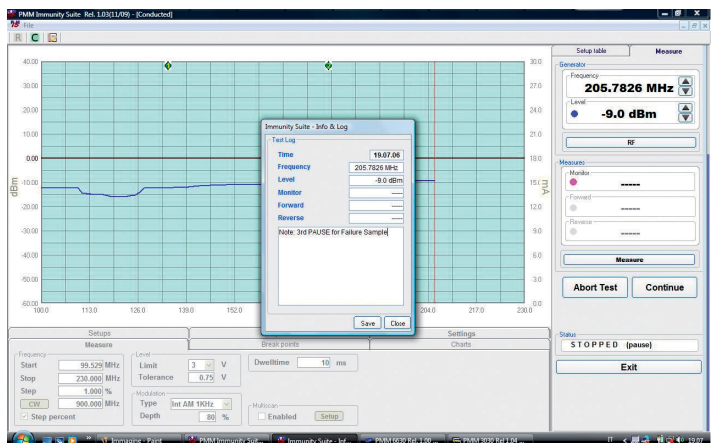 PMM Immunity Suite Rel. 1.03(11/09) - [Conducted]
File
R C
Setup table Measure
Generator
Frequency
205.7826 MHz
Level
-9.0 dBm
RF
Measures
Monitor
-----
Forward
-----
Reverse
-----
Measure
Abort Test Continue
Status
STOPPED (pause)
Exit
40.00
30.00
20.00
10.00
0.00
-10.00
-20.00
-30.00
-40.00
-50.00
-60.00
dBm
30.0
27.0
24.0
21.0
18.0
15.0
12.0
9.0
6.0
3.0
0.0
mA
100.0 113.0 126.0 139.0 152.0 204.0 217.0 230.0
Immunity Suite - Info & Log
Test Log
Time 19.07.06
Frequency 205.7826 MHz
Level -9.0 dBm
Monitor -----
Forward -----
Reverse -----
Note: 3rd PAUSE for Failure Sample
Save Close
Setups Settings
Measure Break points Charts
Frequency
Start 99.529 MHz
Stop 230.000 MHz
Step 1.000 %
CW 900.000 MHz
Step percent
Level
Limit 3 V
Tolerance 0.75 V
Modulation
Type Int AM 1KHz
Depth 80 %
Dwelltime 10 ms
Multiscan
Enabled Setup
Immagine - Paint PMM Immunity Suit... Immunity Suite - Inf... PMM 6630 Rel. 1.00 ... PMM 3030 Rel 1.04 ... IT 19.07